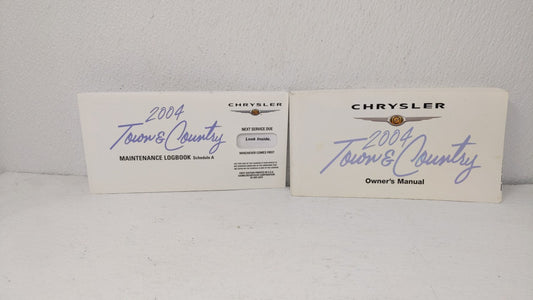 CHRYSLER
2004
Town & Country
MAINTENANCE LOGBOOK Schedule A
NEXT SERVICE DUE
Look Inside.
WHICHEVER COMES FIRST
CHRYSLER
2004
Town & Country
Owner's Manual